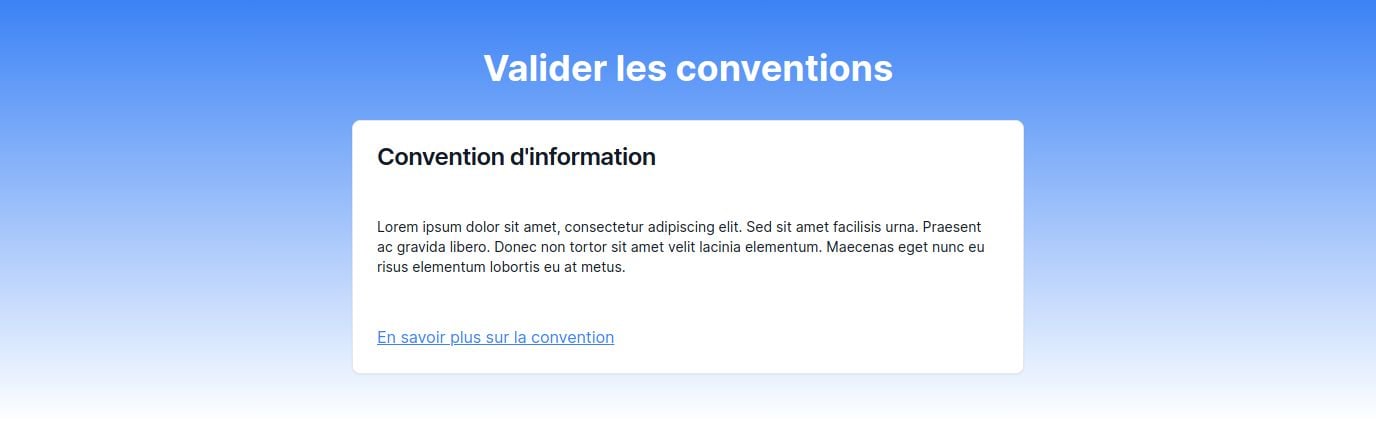 Valider les conventions
Convention d'information
Lorem ipsum dolor sit amet, consectetur adipiscing elit. Sed sit amet facilisis urna. Praesent
ac gravida libero. Donec non tortor sit amet velit lacinia elementum. Maecenas eget nunc eu
risus elementum lobortis eu at metus.
En savoir plus sur la convention